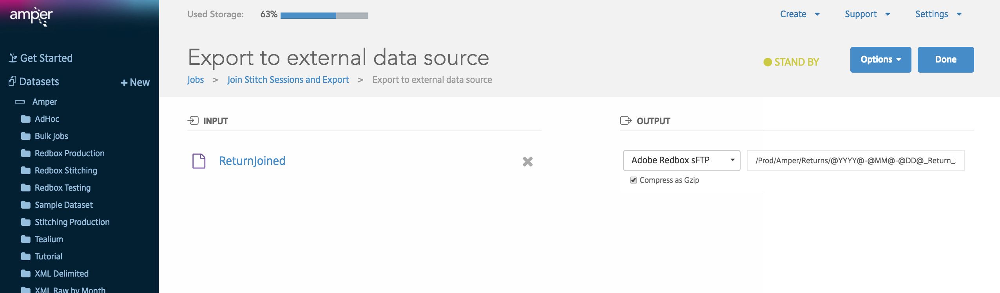 amper
Used Storage: 63%
Create
Support
Settings
Get Started
Datasets
+ New
Amper
AdHoc
Bulk Jobs
Redbox Production
Redbox Stitching
Redbox Testing
Sample Dataset
Stitching Production
Tealium
Tutorial
XML Delimited
XML Raw by Month
Export to external data source
STAND BY
Options
Done
Jobs > Join Stitch Sessions and Export > Export to external data source
INPUT
ReturnJoined
OUTPUT
Adobe Redbox sFTP
/Prod/Amper/Returns/@YYYY@-@MM@-@DD@_Return_
Compress as Gzip